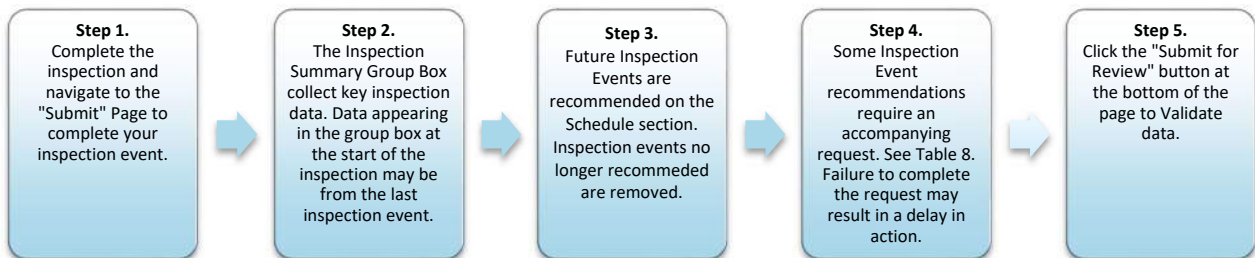 Step 1.
Complete the
inspection and
navigate to the
"Submit" Page to
complete your
inspection event.
Step 2.
The Inspection
Summary Group Box
collect key inspection
data. Data appearing
in the group box at
the start of the
inspection may be
from the last
inspection event.
Step 3.
Future Inspection
Events are
recommended on the
Schedule section.
Inspection events no
longer recommeded
are removed.
Step 4.
Some Inspection
Event
recommendations
require an
accompanying
request. See Table 8.
Failure to complete
the request may
result in a delay in
action.
Step 5.
Click the "Submit for
Review" button at
the bottom of the
page to Validate
data.